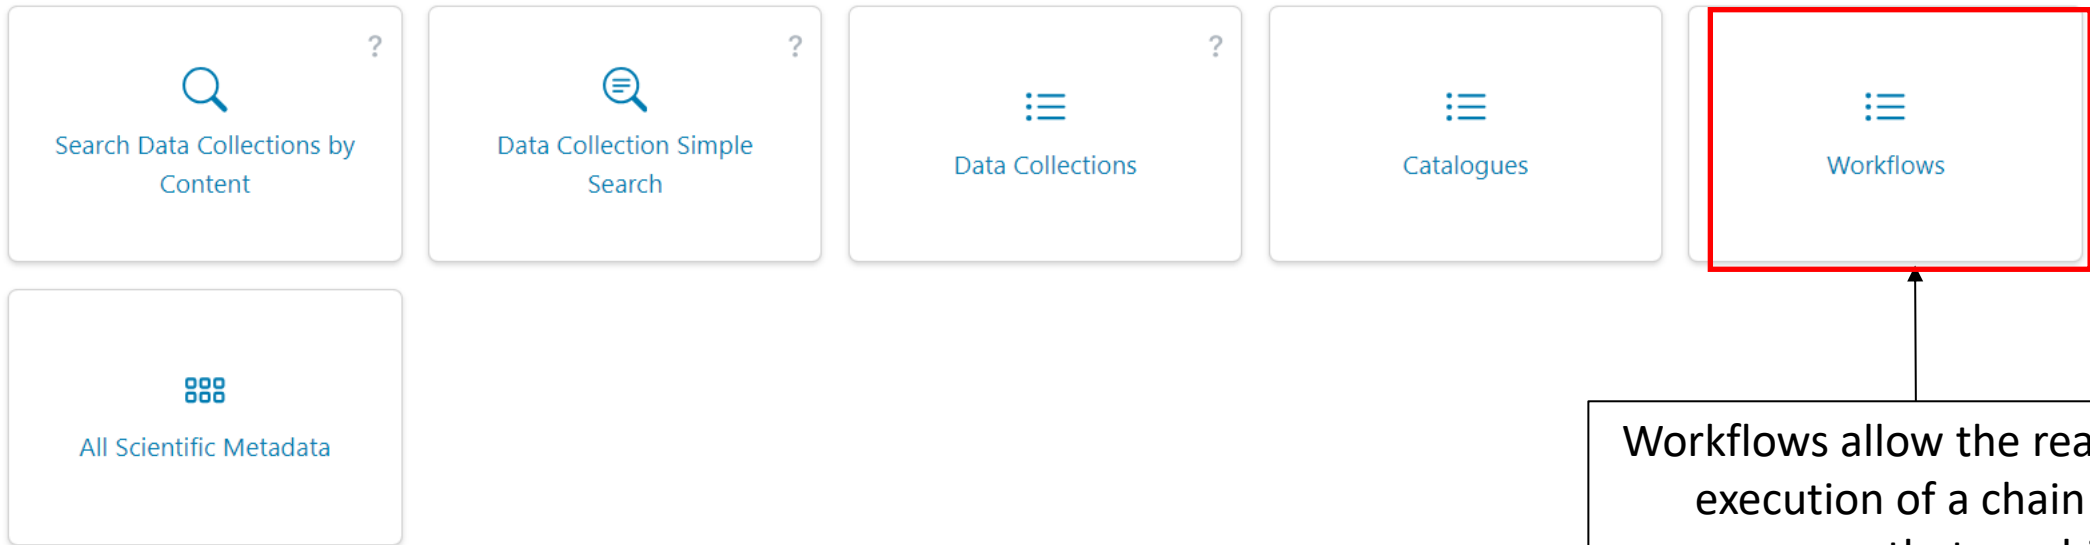 ?
?
?
Search Data Collections by
Content
Data Collection Simple
Search
Data Collections
Catalogues
Workflows
All Scientific Metadata
Workflows allow the
execution of a chain